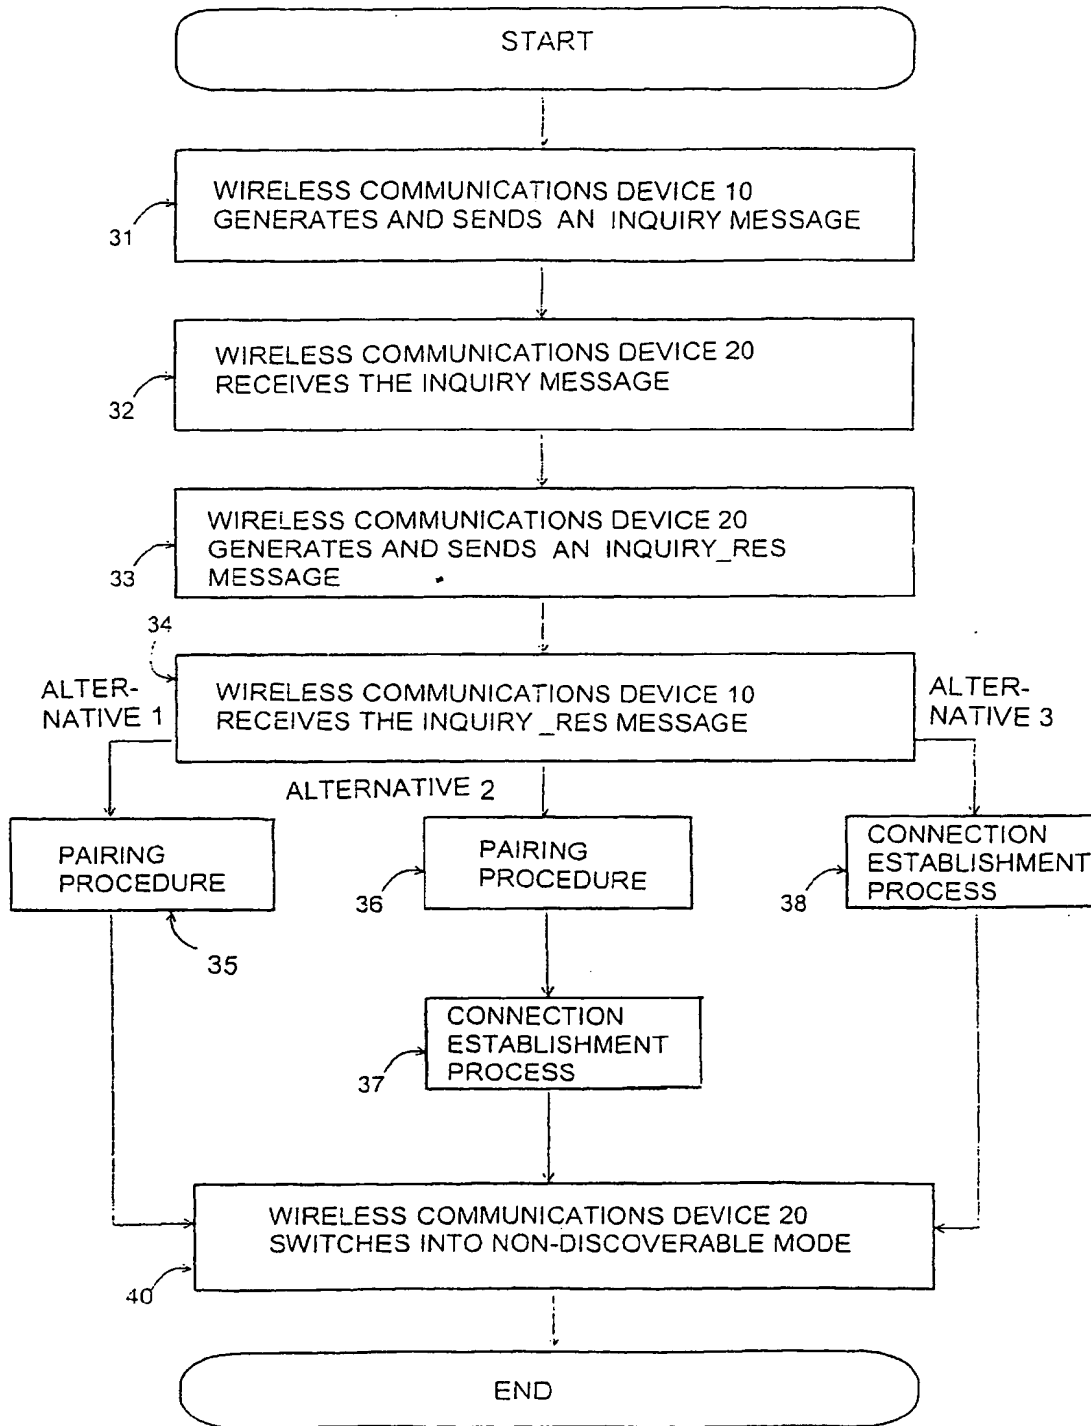 START
WIRELESS COMMUNICATIONS DEVICE 10
GENERATES AND SENDS AN INQUIRY MESSAGE
31
WIRELESS COMMUNICATIONS DEVICE 20
RECEIVES THE INQUIRY MESSAGE
32
WIRELESS COMMUNICATIONS DEVICE 20
GENERATES AND SENDS AN INQUIRY_RES
MESSAGE
33
34
WIRELESS COMMUNICATIONS DEVICE 10
RECEIVES THE INQUIRY_RES MESSAGE
ALTER-
NATIVE 1
ALTERNATIVE 2
ALTER-
NATIVE 3
PAIRING
PROCEDURE
35
PAIRING
PROCEDURE
36
CONNECTION
ESTABLISHMENT
PROCESS
38
CONNECTION
ESTABLISHMENT
PROCESS
37
WIRELESS COMMUNICATIONS DEVICE 20
SWITCHES INTO NON-DISCOVERABLE MODE
40
END